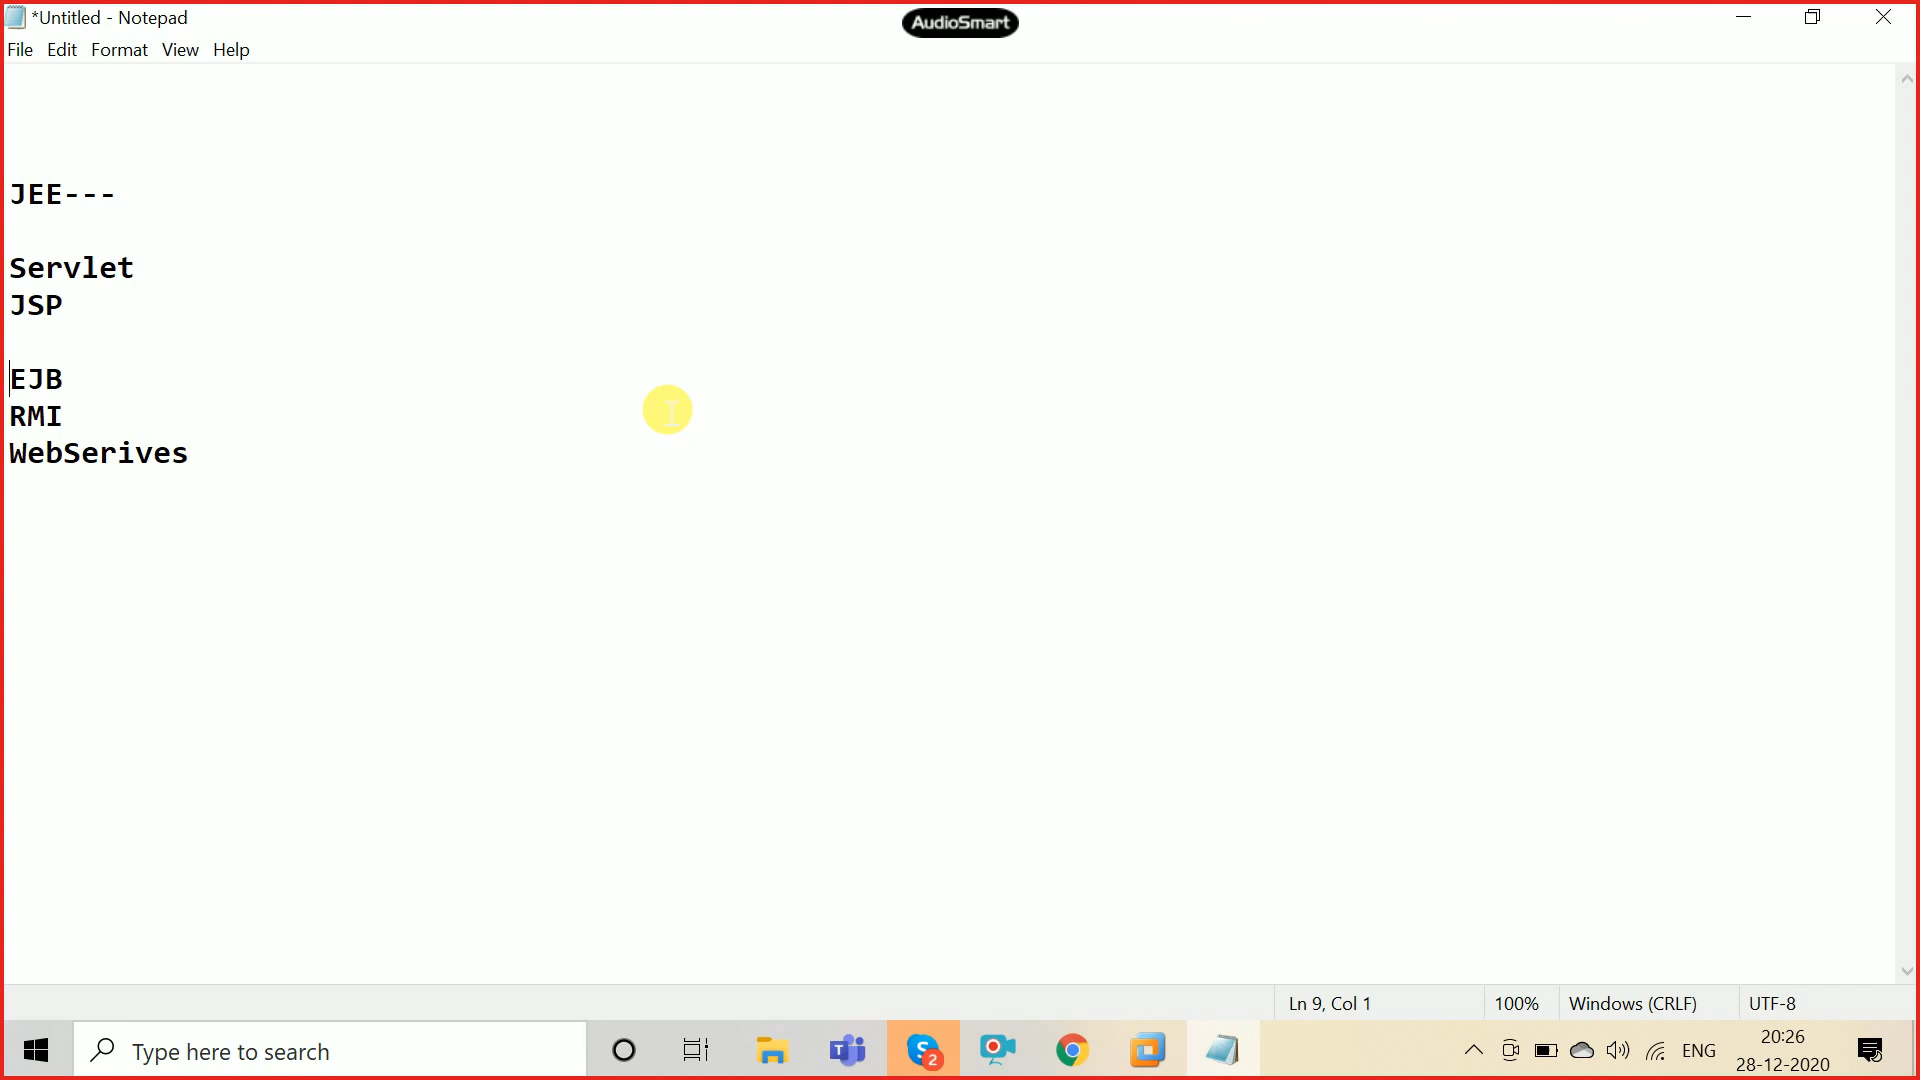 *Untitled - Notepad
AudioSmart
File Edit Format View Help
JEE---
Servlet
JSP
EJB
RMI
WebSerives
Ln 9, Col 1 100% Windows (CRLF) UTF-8
Type here to search
2
ENG
20:26
28-12-2020